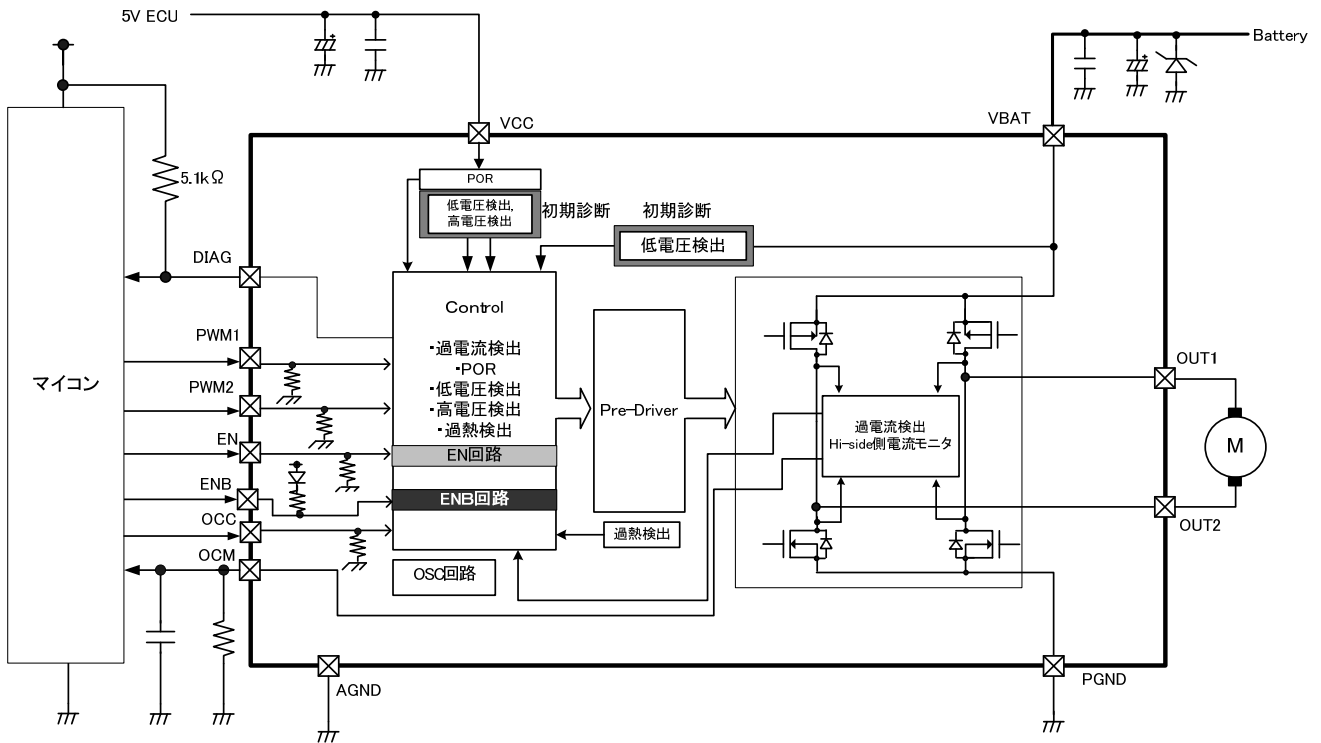 5V ECU
Battery
VCC
VBAT
POR
5.1kΩ
低電圧検出,
高電圧検出
初期診断
初期診断
低電圧検出
DIAG
Control
・過電流検出
・POR
・低電圧検出
・高電圧検出
・過熱検出
EN回路
ENB回路
Pre-Driver
過電流検出
Hi-side側電流モニタ
マイコン
PWM1
PWM2
EN
ENB
OCC
OCM
OUT1
M
OUT2
過熱検出
OSC回路
AGND
PGND